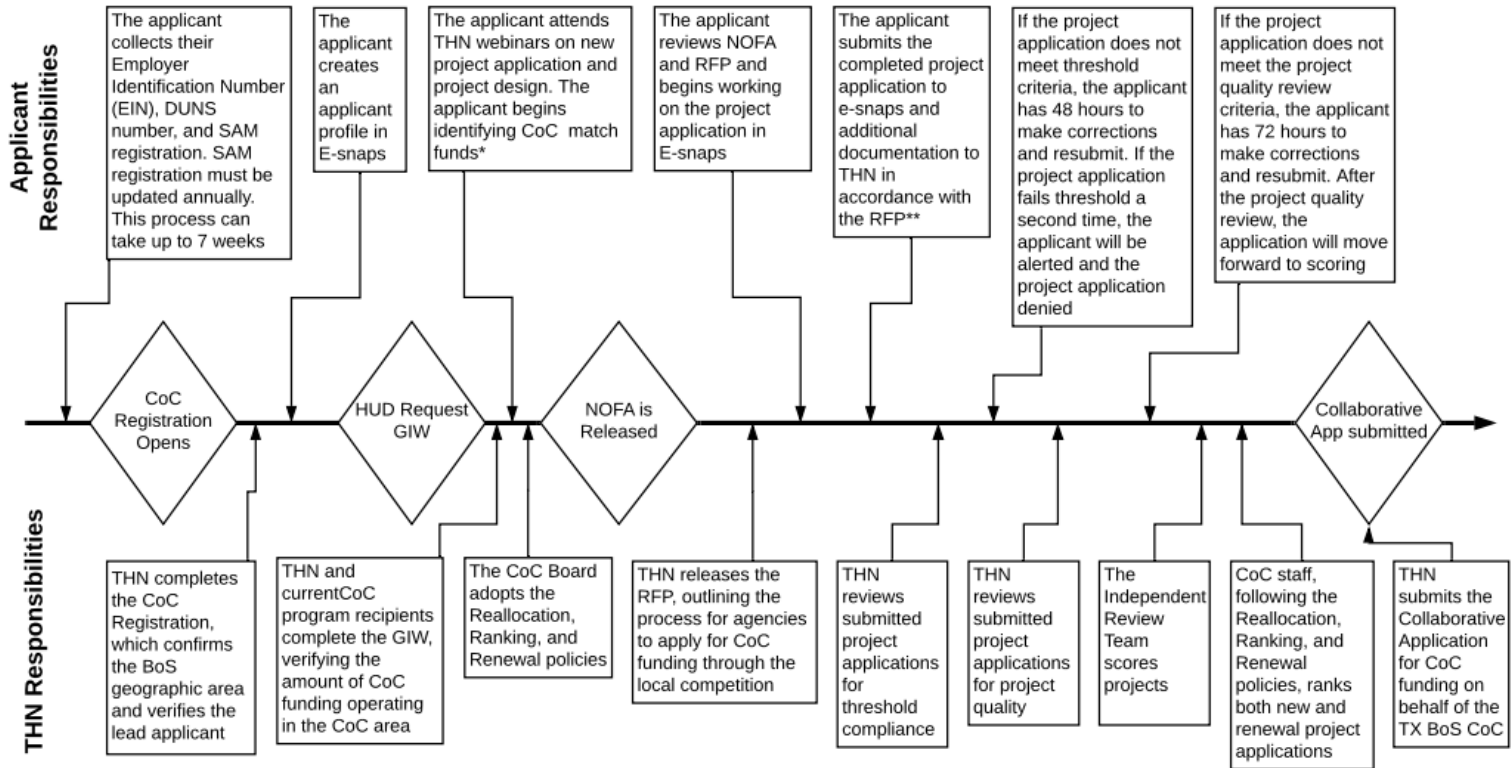 Applicant
Responsibilities
The applicant
collects their
Employer
Identification Number
(EIN), DUNS
number, and SAM
registration. SAM
registration must be
updated annually.
This process can
take up to 7 weeks
The
applicant
creates
an
applicant
profile in
E-snaps
The applicant attends
THN webinars on new
project application and
project design. The
applicant begins
identifying CoC match
funds*
The applicant
reviews NOFA
and RFP and
begins working
on the project
application in
E-snaps
The applicant
submits the
completed project
application to
e-snaps and
additional
documentation to
THN in
accordance with
the RFP**
If the project
application does not
meet threshold
criteria, the applicant
has 48 hours to
make corrections
and resubmit. If the
project application
fails threshold a
second time, the
applicant will be
alerted and the
project application
denied
If the project
application does not
meet the project
quality review
criteria, the applicant
has 72 hours to
make corrections
and resubmit. After
the project quality
review, the
application will move
forward to scoring
CoC
Registration
Opens
HUD Request
GIW
NOFA is
Released
Collaborative
App submitted
THN Responsibilities
THN completes
the CoC
Registration,
which confirms
the BoS
geographic area
and verifies the
lead applicant
THN and
currentCoC
program recipients
complete the GIW,
verifying the
amount of CoC
funding operating
in the CoC area
The CoC Board
adopts the
Reallocation,
Ranking, and
Renewal policies
THN releases the
RFP, outlining the
process for agencies
to apply for CoC
funding through the
local competition
THN
reviews
submitted
project
applications
for
threshold
compliance
THN
reviews
submitted
project
applications
for project
quality
The
Independent
Review
Team
scores
projects
CoC staff,
following the
Reallocation,
Ranking, and
Renewal
policies, ranks
both new and
renewal project
applications
THN
submits the
Collaborative
Application
for CoC
funding on
behalf of the
TX BoS CoC